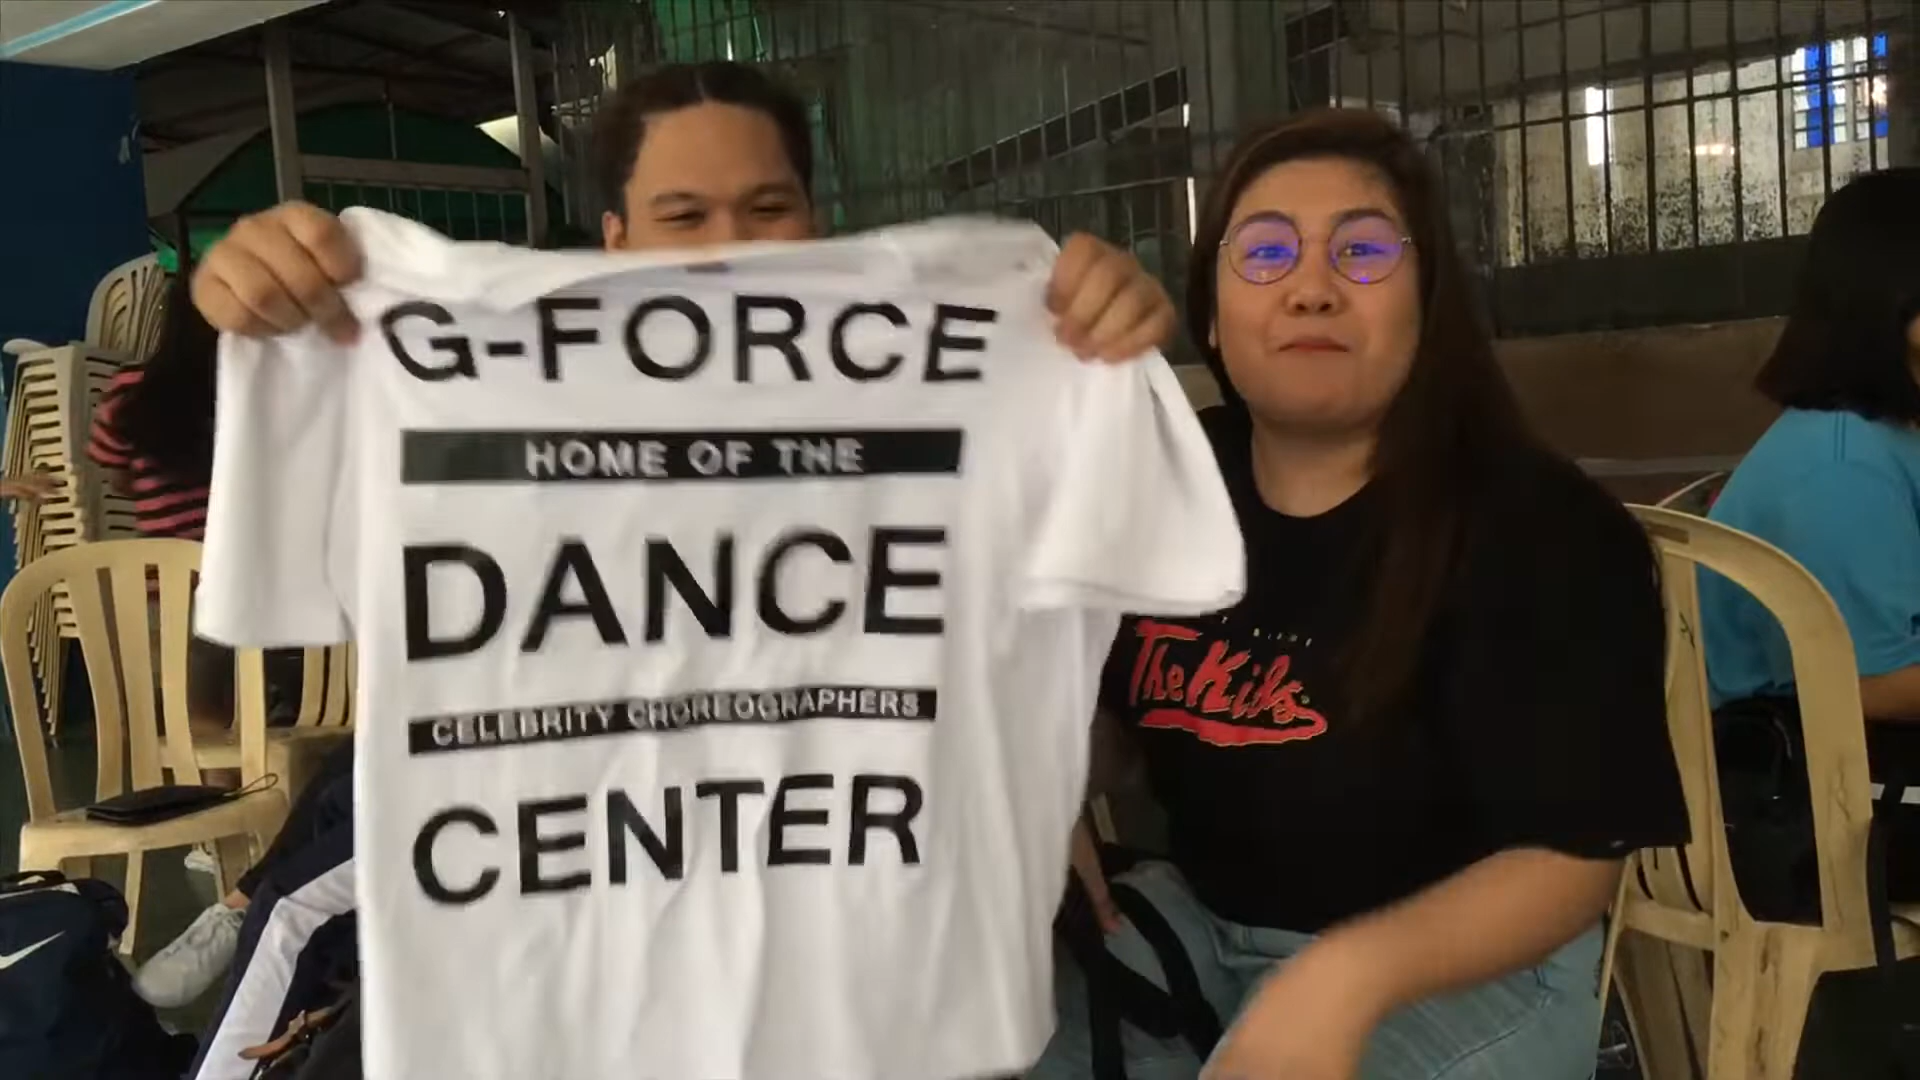 G-FORCE
HOME OF THE
DANCE
CELEBRITY CHOREOGRAPHERS
CENTER
The Kids